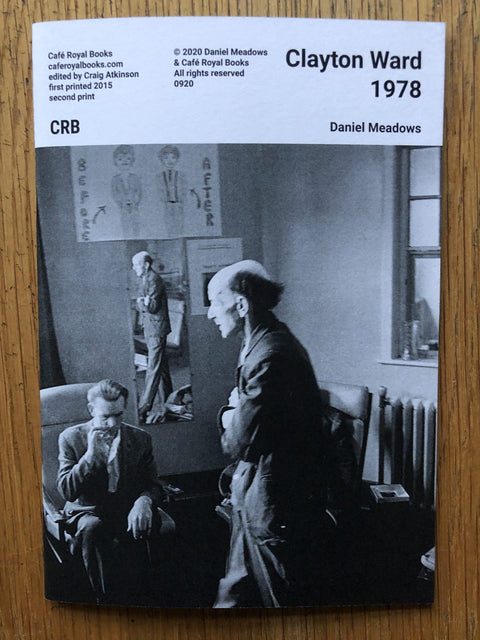 Café Royal Books
caferoyalbooks.com
edited by Craig Atkinson
first printed 2015
second print
CRB
© 2020 Daniel Meadows
& Café Royal Books
All rights reserved
0920
Clayton Ward
1978
Daniel Meadows
BEFORE
AFTER